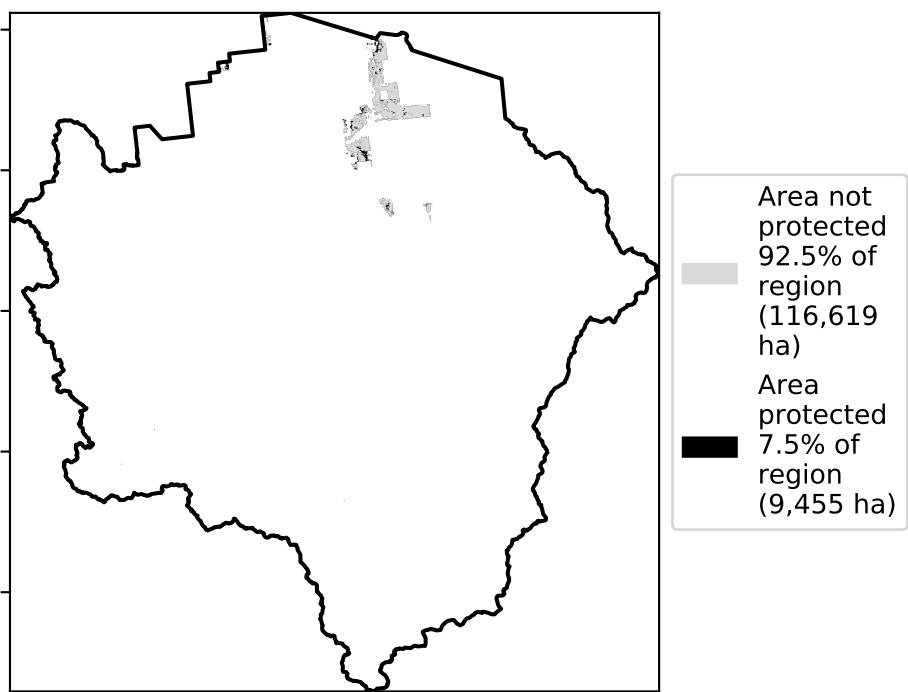 Area not
protected
92.5% of
region
(116,619
ha)
Area
protected
7.5% of
region
(9,455 ha)